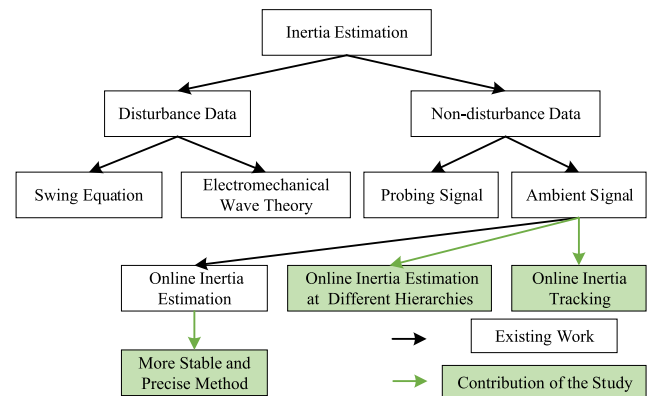 Inertia Estimation
Disturbance Data
Non-disturbance Data
Swing Equation
Electromechanical
Wave Theory
Probing Signal
Ambient Signal
Online Inertia
Estimation
Online Inertia Estimation
at Different Hierarchies
Online Inertia
Tracking
More Stable and
Precise Method
Existing Work
Contribution of the Study